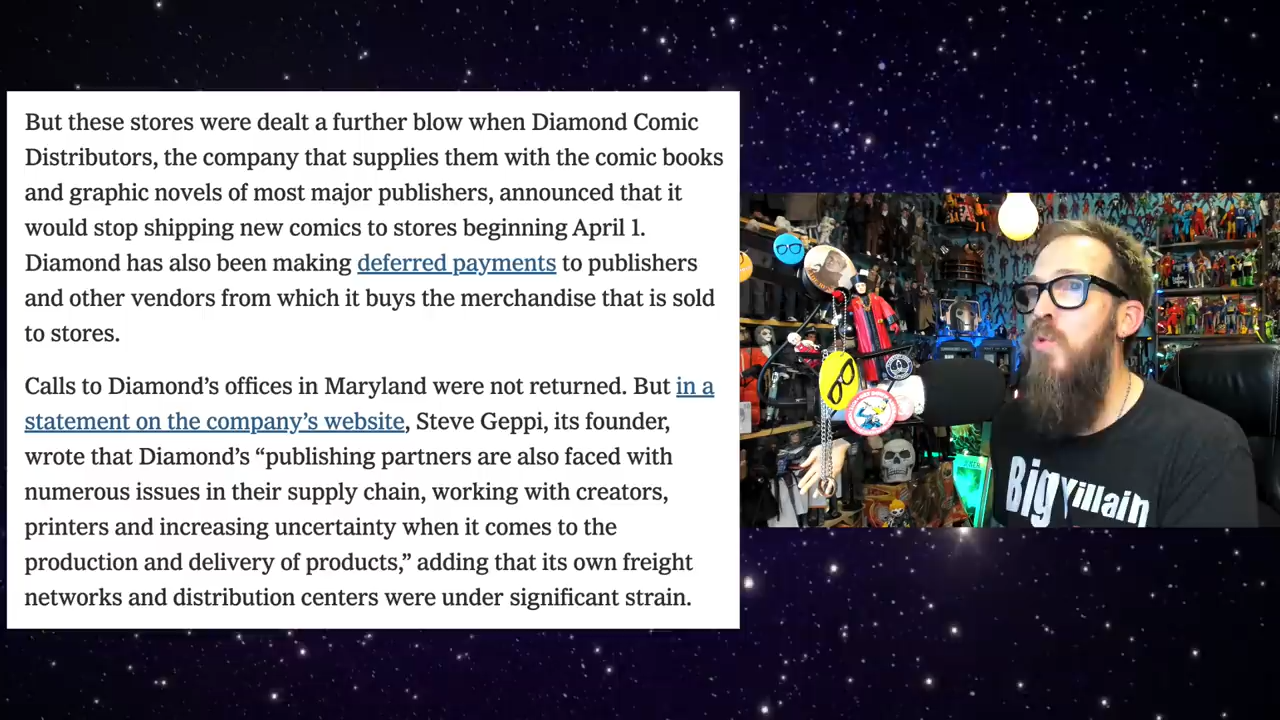 But these stores were dealt a further blow when Diamond Comic
Distributors, the company that supplies them with the comic books
and graphic novels of most major publishers, announced that it
would stop shipping new comics to stores beginning April 1.
Diamond has also been making deferred payments to publishers
and other vendors from which it buys the merchandise that is sold
to stores.
Calls to Diamond’s offices in Maryland were not returned. But in a
statement on the company’s website, Steve Geppi, its founder,
wrote that Diamond’s “publishing partners are also faced with
numerous issues in their supply chain, working with creators,
printers and increasing uncertainty when it comes to the
production and delivery of products,” adding that its own freight
networks and distribution centers were under significant strain.
Big Villain